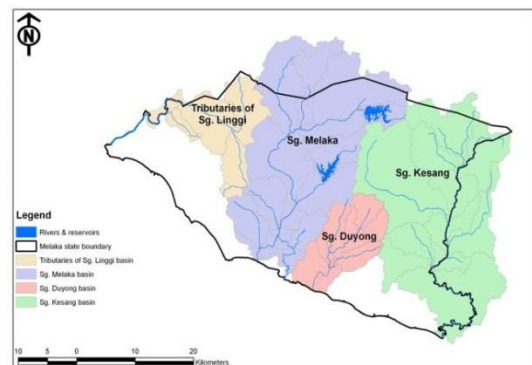 N
Tributaries of
Sg. Linggi
Sg. Melaka
Sg. Kesang
Sg. Duyong
Legend
Rivers & reservoirs
Melaka state boundary
Tributaries of Sg. Linggi basin
Sg. Melaka basin
Sg. Duyong basin
Sg. Kesang basin
10 5 0 10 20
Kilometers